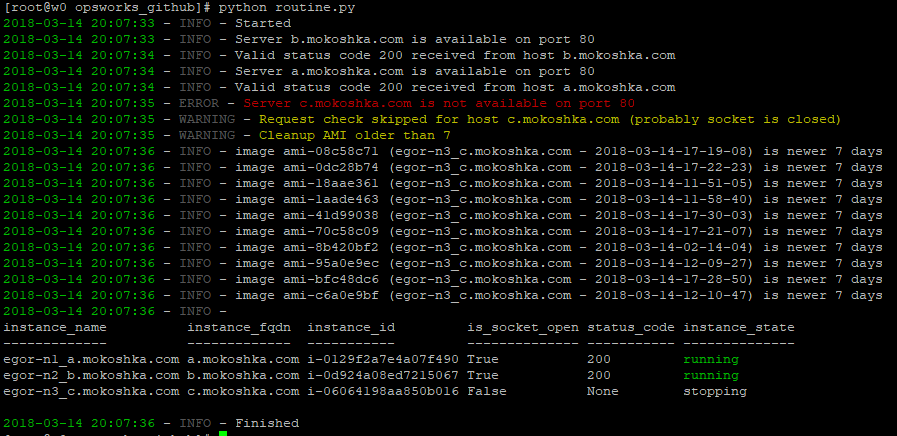 [root@w0 opsworks_github]# python routine.py
2018-03-14 20:07:33 - INFO - Started
2018-03-14 20:07:33 - INFO - Server b.mokoshka.com is available on port 80
2018-03-14 20:07:34 - INFO - Valid status code 200 received from host b.mokoshka.com
2018-03-14 20:07:34 - INFO - Server a.mokoshka.com is available on port 80
2018-03-14 20:07:34 - INFO - Valid status code 200 received from host a.mokoshka.com
2018-03-14 20:07:35 - ERROR - Server c.mokoshka.com is not available on port 80
2018-03-14 20:07:35 - WARNING - Request check skipped for host c.mokoshka.com (probably socket is closed)
2018-03-14 20:07:35 - WARNING - Cleanup AMI older than 7
2018-03-14 20:07:36 - INFO - image ami-08c58c71 (egor-n3_c.mokoshka.com - 2018-03-14-17-19-08) is newer 7 days
2018-03-14 20:07:36 - INFO - image ami-0dc28b74 (egor-n3_c.mokoshka.com - 2018-03-14-17-22-23) is newer 7 days
2018-03-14 20:07:36 - INFO - image ami-18aae361 (egor-n3_c.mokoshka.com - 2018-03-14-11-51-05) is newer 7 days
2018-03-14 20:07:36 - INFO - image ami-1aade463 (egor-n3_c.mokoshka.com - 2018-03-14-11-58-40) is newer 7 days
2018-03-14 20:07:36 - INFO - image ami-41d99038 (egor-n3_c.mokoshka.com - 2018-03-14-17-30-03) is newer 7 days
2018-03-14 20:07:36 - INFO - image ami-70c58c09 (egor-n3_c.mokoshka.com - 2018-03-14-17-21-07) is newer 7 days
2018-03-14 20:07:36 - INFO - image ami-8b420bf2 (egor-n3_c.mokoshka.com - 2018-03-14-02-14-04) is newer 7 days
2018-03-14 20:07:36 - INFO - image ami-95a0e9ec (egor-n3_c.mokoshka.com - 2018-03-14-12-09-27) is newer 7 days
2018-03-14 20:07:36 - INFO - image ami-bfc48dc6 (egor-n3_c.mokoshka.com - 2018-03-14-17-28-50) is newer 7 days
2018-03-14 20:07:36 - INFO - image ami-c6a0e9bf (egor-n3_c.mokoshka.com - 2018-03-14-12-10-47) is newer 7 days
2018-03-14 20:07:36 - INFO -
instance_name instance_fqdn instance_id is_socket_open status_code instance_state
------------- ------------- ----------- -------------- ----------- --------------
egor-n1_a.mokoshka.com a.mokoshka.com i-0129f2a7e4a07f490 True 200 running
egor-n2_b.mokoshka.com b.mokoshka.com i-0d924a08ed7215067 True 200 running
egor-n3_c.mokoshka.com c.mokoshka.com i-06064198aa850b016 False None stopping
2018-03-14 20:07:36 - INFO - Finished